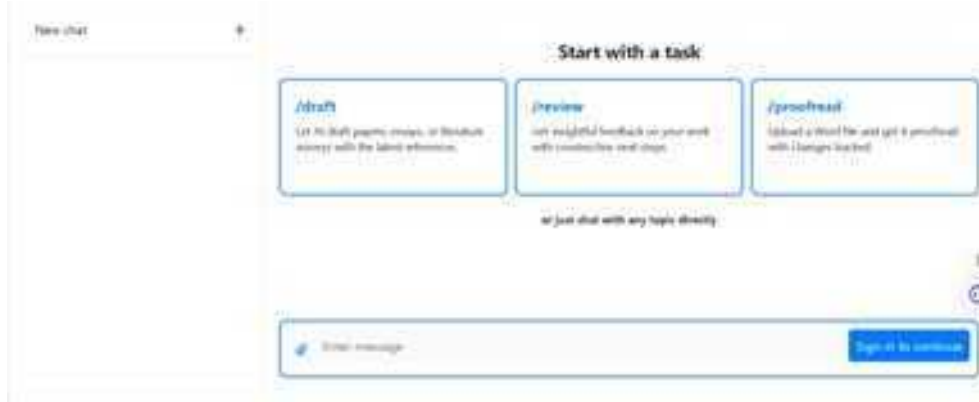 New chat
+
Start with a task
/draft
Let AI draft papers, essays, or literature
surveys with the latest references.
/review
Get insightful feedback on your work
with constructive next steps.
/proofread
Upload a Word file and get it proofread
with changes tracked.
or just chat with any topic directly
Enter message
Sign in to continue